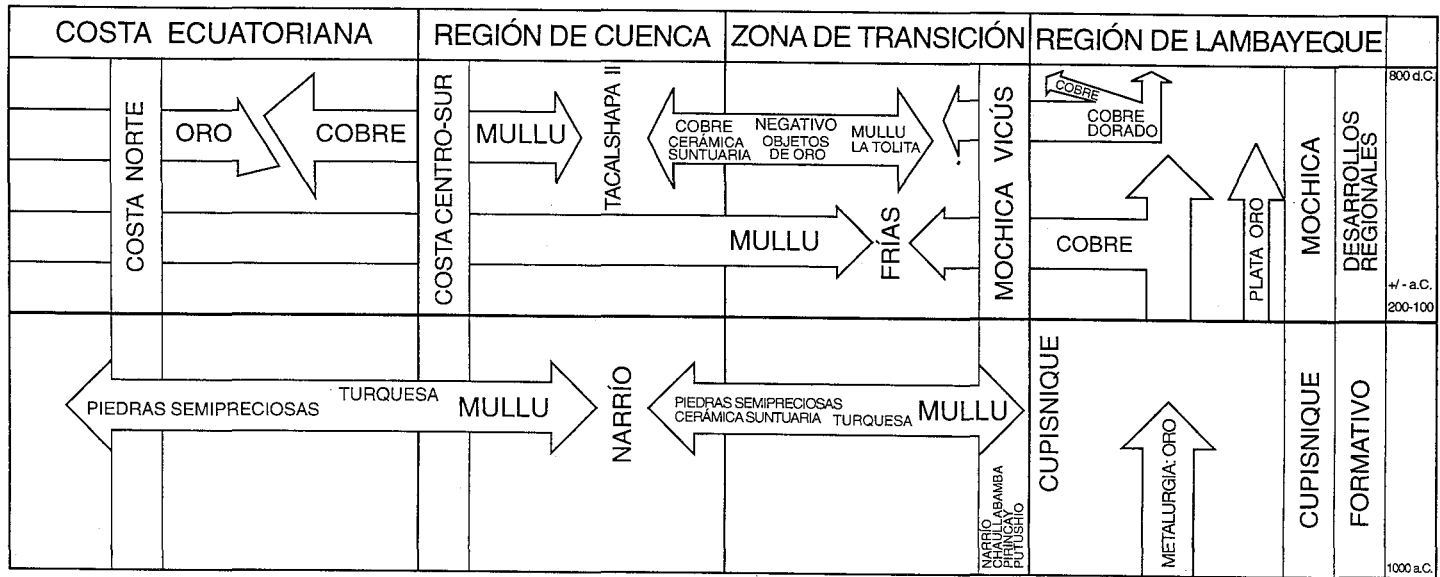 COSTA ECUATORIANA
REGIÓN DE CUENCA
ZONA DE TRANSICIÓN
REGIÓN DE LAMBAYEQUE
COSTA NORTE
ORO
COBRE
COSTA CENTRO-SUR
MULLU
TACALSHAPA II
COBRE
CERÁMICA
SUNTUARIA
NEGATIVO
OBJETOS
DE ORO
MULLU
LA TOLITA
MULLU
FRÍAS
MOCHICA VICÚS
COBRE
COBRE
DORADO
COBRE
PLATA ORO
MOCHICA
DESARROLLOS
REGIONALES
800 d.C.
+/- a.C.
200-100
PIEDRAS SEMIPRECIOSAS
TURQUESA
MULLU
NARRÍO
PIEDRAS SEMIPRECIOSAS
CERÁMICA SUNTUARIA
TURQUESA
MULLU
NARRÍO
CHAULLABAMBA
PIRINCAY
PUTUSHIO
CUPISNIQUE
METALURGIA: ORO
CUPISNIQUE
FORMATIVO
1000 a.C.